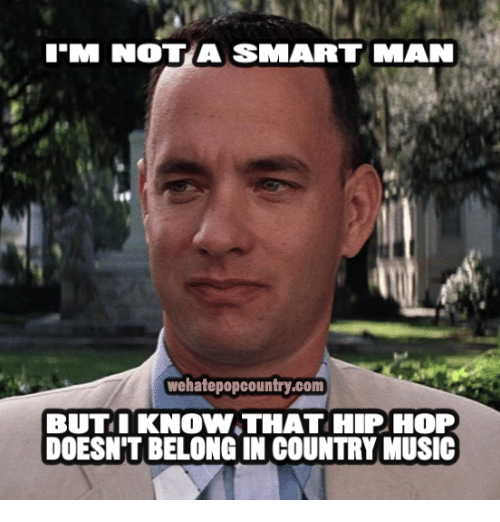 I'M NOT A SMART MAN
wehatepopcountry.com
BUT I KNOW THAT HIP HOP
DOESN'T BELONG IN COUNTRY MUSIC